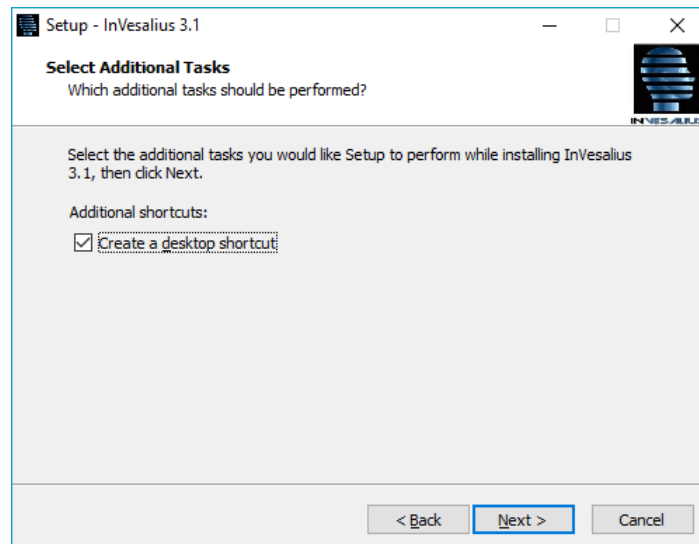 Setup - InVesalius 3.1
Select Additional Tasks
Which additional tasks should be performed?
INVESALIUS
Select the additional tasks you would like Setup to perform while installing InVesalius
3.1, then click Next.
Additional shortcuts:
Create a desktop shortcut
< Back
Next >
Cancel